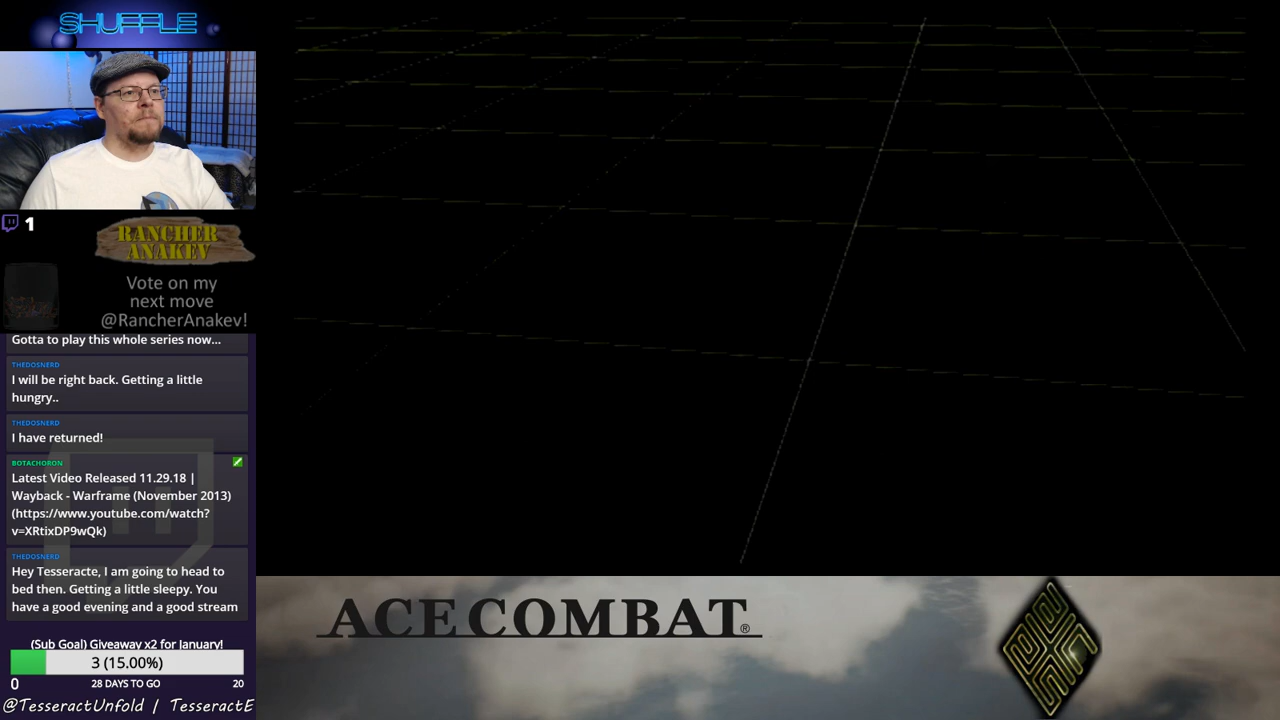 SHUFFLE
1
RANCHER
ANAKEV
Vote on my
next move
@RancherAnakev!
Gotta to play this whole series now...
THEDOSNERD
I will be right back. Getting a little
hungry..
THEDOSNERD
I have returned!
BOTACHORON
Latest Video Released 11.29.18 |
Wayback - Warframe (November 2013)
(https://www.youtube.com/watch?
v=XRtixDP9wQk)
THEDOSNERD
Hey Tesseracte, I am going to head to
bed then. Getting a little sleepy. You
have a good evening and a good stream
(Sub Goal) Giveaway x2 for January!
3 (15.00%)
0 28 DAYS TO GO 20
@TesseractUnfold / TesseractE
ACE COMBAT®